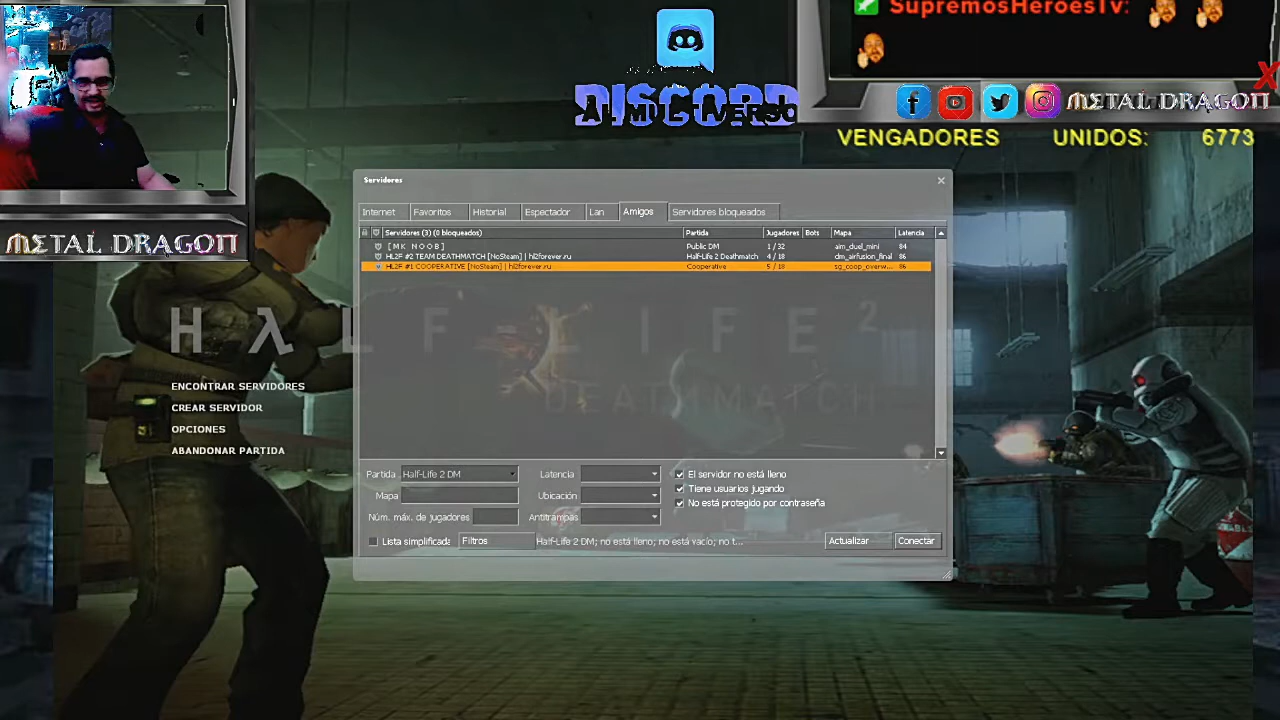 SupremosHeroesTv:
DISCORD
METAL DRAGON
VENGADORES UNIDOS: 6773
METAL DRAGON
Servidores
Internet Favoritos Historial Espectador Lan Amigos Servidores bloqueados
Servidores (3) (0 bloqueados) Partida Jugadores Bots Mapa Latencia
[ M K N O O B ] Public DM 1 / 32 aim_duel_mini 84
HL2F #2 TEAM DEATHMATCH [NoSteam] | hl2forever.ru Half-Life 2 Deathmatch 4 / 18 dm_airfusion_final 86
HL2F #1 COOPERATIVE [NoSteam] | hl2forever.ru Cooperative 5 / 18 sg_coop_overw... 86
HλLF-LIFE²
DEATHMATCH
ENCONTRAR SERVIDORES
CREAR SERVIDOR
OPCIONES
ABANDONAR PARTIDA
Partida Half-Life 2 DM Latencia El servidor no está lleno
Tiene usuarios jugando
Mapa Ubicación No está protegido por contraseña
Núm. máx. de jugadores Antitrampas
Lista simplificada Filtros Half-Life 2 DM; no está lleno; no está vacío; no t... Actualizar Conectar